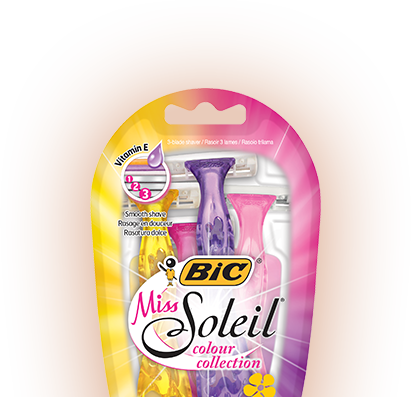 3-blade shaver / Rasoir 3 lames / Rascio trilama
Vitamin E
1
2
3
Smooth shave
Rasage en douceur
Rasatura dolce
BiC
Miss
Soleil®
colour
collection